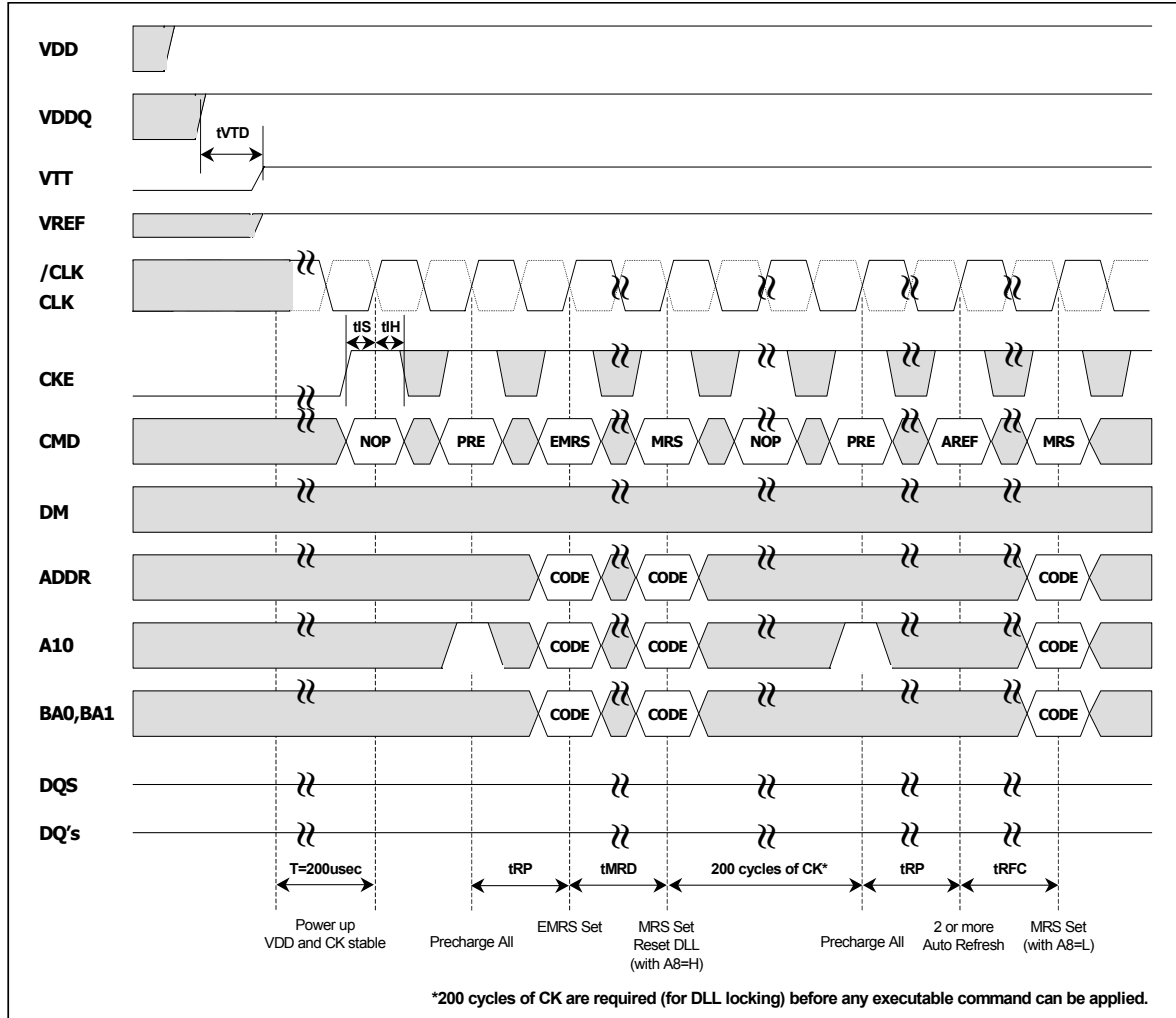 VDD
VDDQ
tVTD
VTT
VREF
/CLK
CLK
tIS tIH
CKE
CMD NOP PRE EMRS MRS NOP PRE AREF MRS
DM
ADDR CODE CODE CODE
A10 CODE CODE CODE
BA0,BA1 CODE CODE CODE
DQS
DQ's
T=200usec tRP tMRD 200 cycles of CK* tRP tRFC
Power up
VDD and CK stable
Precharge All
EMRS Set
MRS Set
Reset DLL
(with A8=H)
Precharge All
2 or more
Auto Refresh
MRS Set
(with A8=L)
*200 cycles of CK are required (for DLL locking) before any executable command can be applied.